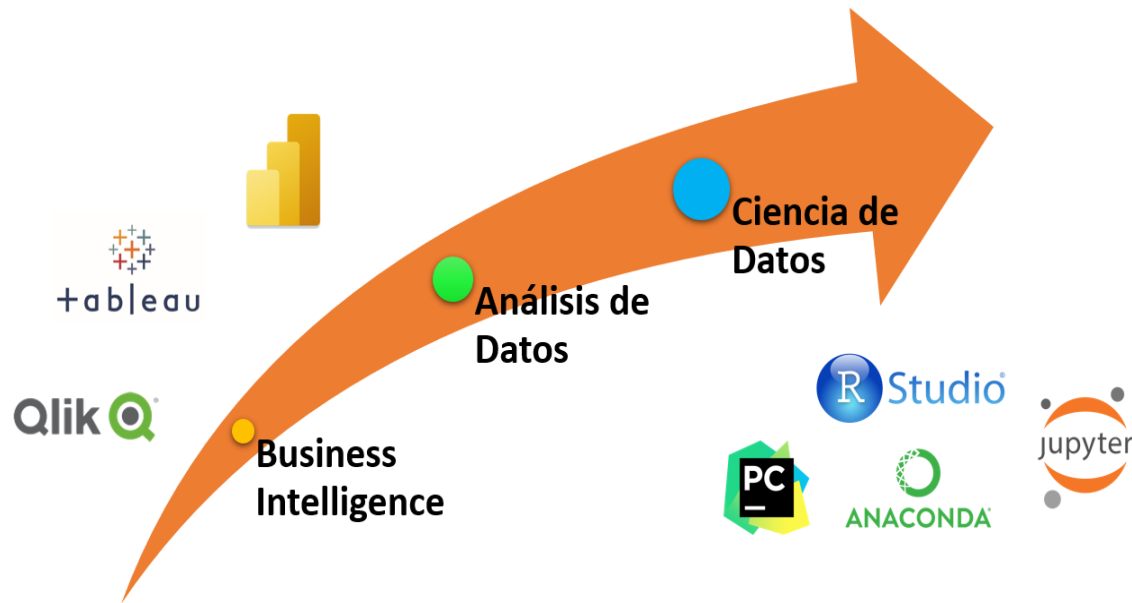 tableau
Qlik
Business
Intelligence
Análisis de
Datos
Ciencia de
Datos
R Studio®
PC
ANACONDA
jupyter